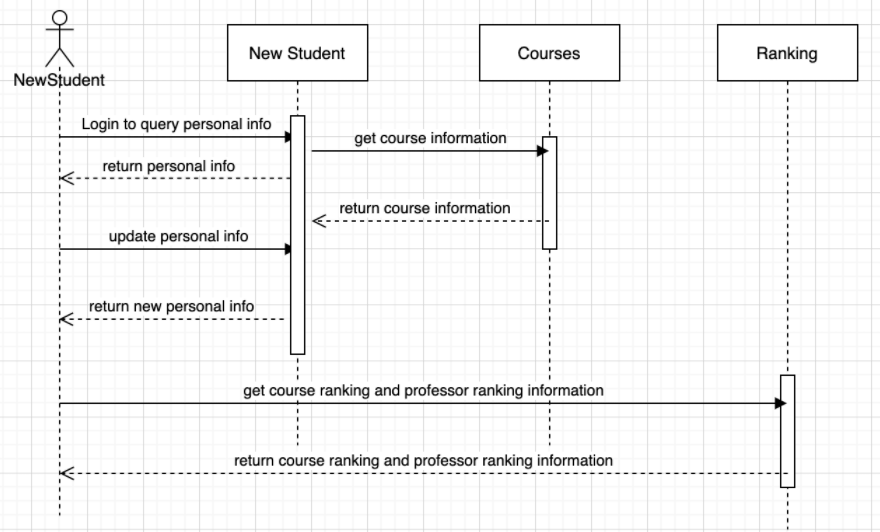 New Student
Courses
Ranking
NewStudent
Login to query personal info
get course information
return personal info
return course information
update personal info
return new personal info
get course ranking and professor ranking information
return course ranking and professor ranking information